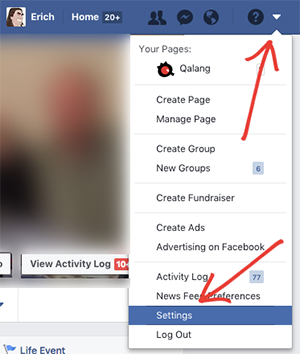 Erich Home 20+
Your Pages:
Qalang
Create Page
Manage Page
Create Group
New Groups 6
Create Fundraiser
Create Ads
Advertising on Facebook
View Activity Log 10+
Activity Log 77
News Feed Preferences
Settings
Log Out
Life Event